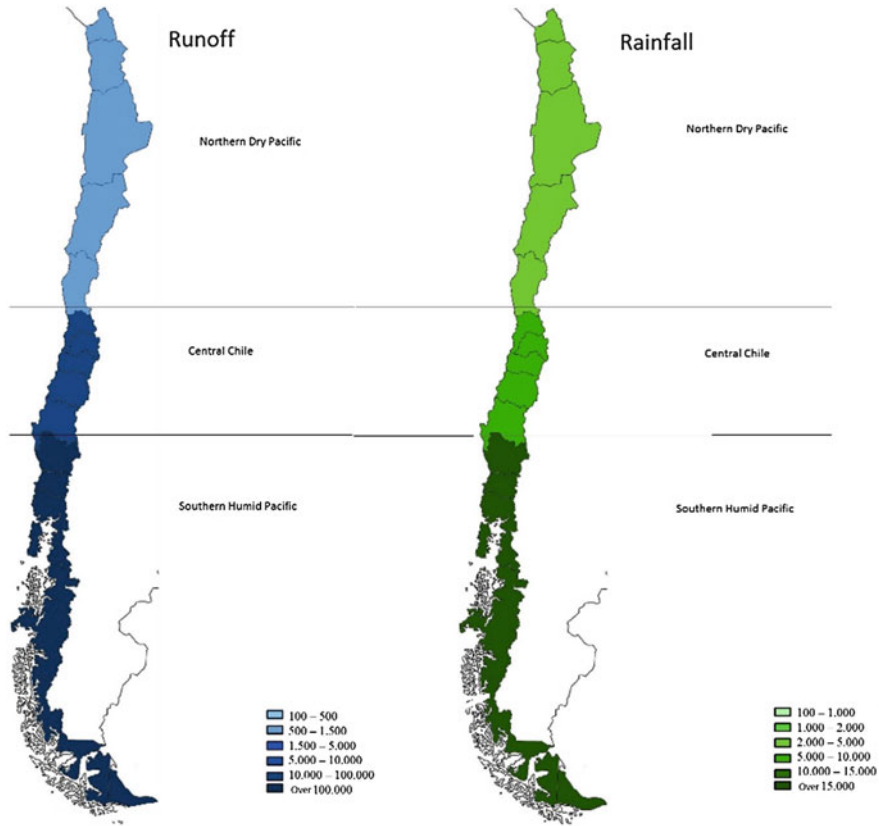 Runoff
Rainfall
Northern Dry Pacific
Northern Dry Pacific
Central Chile
Central Chile
Southern Humid Pacific
Southern Humid Pacific
100 – 500
500 – 1.500
1.500 – 5.000
5.000 – 10.000
10.000 – 100.000
Over 100.000
100 – 1.000
1.000 – 2.000
2.000 – 5.000
5.000 – 10.000
10.000 – 15.000
Over 15.000